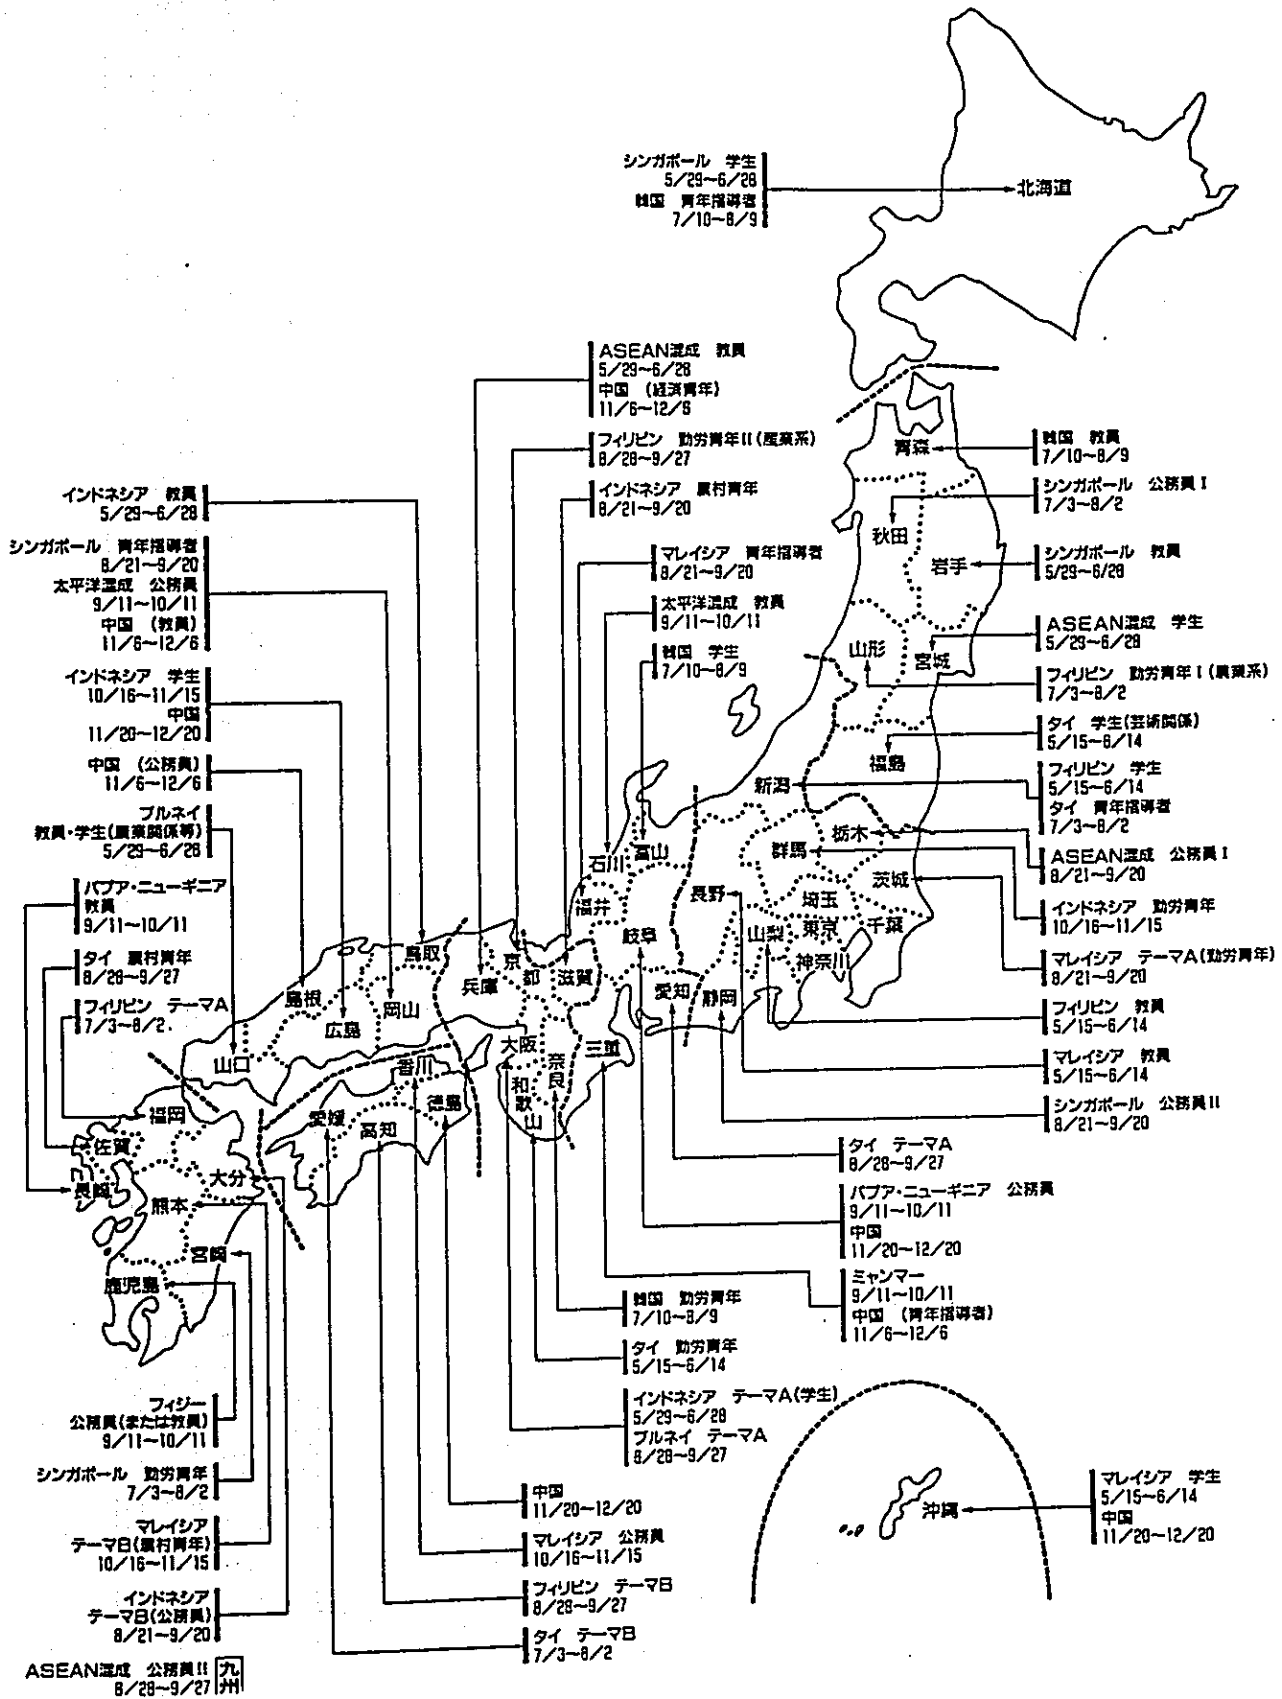 シンガポール 学生
5/29~6/28
韓国 青年指導者
7/10~8/9
北海道
ASEAN混成 教員
5/29~6/28
中国 (経済青年)
11/6~12/6
フィリピン 勤労青年II(産業系)
8/28~9/27
インドネシア 農村青年
8/21~9/20
マレイシア 青年指導者
8/21~9/20
太平洋混成 教員
9/11~10/11
韓国 学生
7/10~8/9
インドネシア 教員
5/29~6/28
シンガポール 青年指導者
8/21~9/20
太平洋混成 公務員
9/11~10/11
中国 (教員)
11/6~12/6
インドネシア 学生
10/16~11/15
中国
11/20~12/20
中国 (公務員)
11/6~12/6
ブルネイ
教員・学生(農業関係等)
5/29~6/28
パプア・ニューギニア
教員
9/11~10/11
タイ 農村青年
8/28~9/27
フィリピン テーマA
7/3~8/2
青森
秋田
岩手
山形
宮城
福島
新潟
栃木
群馬
茨城
埼玉
千葉
東京
神奈川
山梨
長野
静岡
愛知
岐阜
富山
石川
福井
滋賀
三重
京都
兵庫
大阪
奈良
和歌山
鳥取
島根
岡山
広島
山口
香川
徳島
愛媛
高知
福岡
佐賀
長崎
大分
熊本
宮崎
鹿児島
韓国 教員
7/10~8/9
シンガポール 公務員I
7/3~8/2
シンガポール 教員
5/29~6/28
ASEAN混成 学生
5/29~6/28
フィリピン 勤労青年I(農業系)
7/3~8/2
タイ 学生(芸術関係)
5/15~6/14
フィリピン 学生
5/15~6/14
タイ 青年指導者
7/3~8/2
ASEAN混成 公務員I
8/21~9/20
インドネシア 勤労青年
10/16~11/15
マレイシア テーマA(勤労青年)
8/21~9/20
フィリピン 教員
5/15~6/14
マレイシア 教員
5/15~6/14
シンガポール 公務員II
8/21~9/20
タイ テーマA
8/28~9/27
パプア・ニューギニア 公務員
9/11~10/11
中国
11/20~12/20
ミャンマー
9/11~10/11
中国 (青年指導者)
11/6~12/6
韓国 勤労青年
7/10~8/9
タイ 勤労青年
5/15~6/14
インドネシア テーマA(学生)
5/29~6/28
ブルネイ テーマA
8/28~9/27
中国
11/20~12/20
マレイシア 公務員
10/16~11/15
フィリピン テーマB
8/28~9/27
タイ テーマB
7/3~8/2
フィジー
公務員(または教員)
9/11~10/11
シンガポール 勤労青年
7/3~8/2
マレイシア
テーマB(農村青年)
10/16~11/15
インドネシア
テーマB(公務員)
8/21~9/20
ASEAN混成 公務員II
8/28~9/27
九州
沖縄
マレイシア 学生
5/15~6/14
中国
11/20~12/20